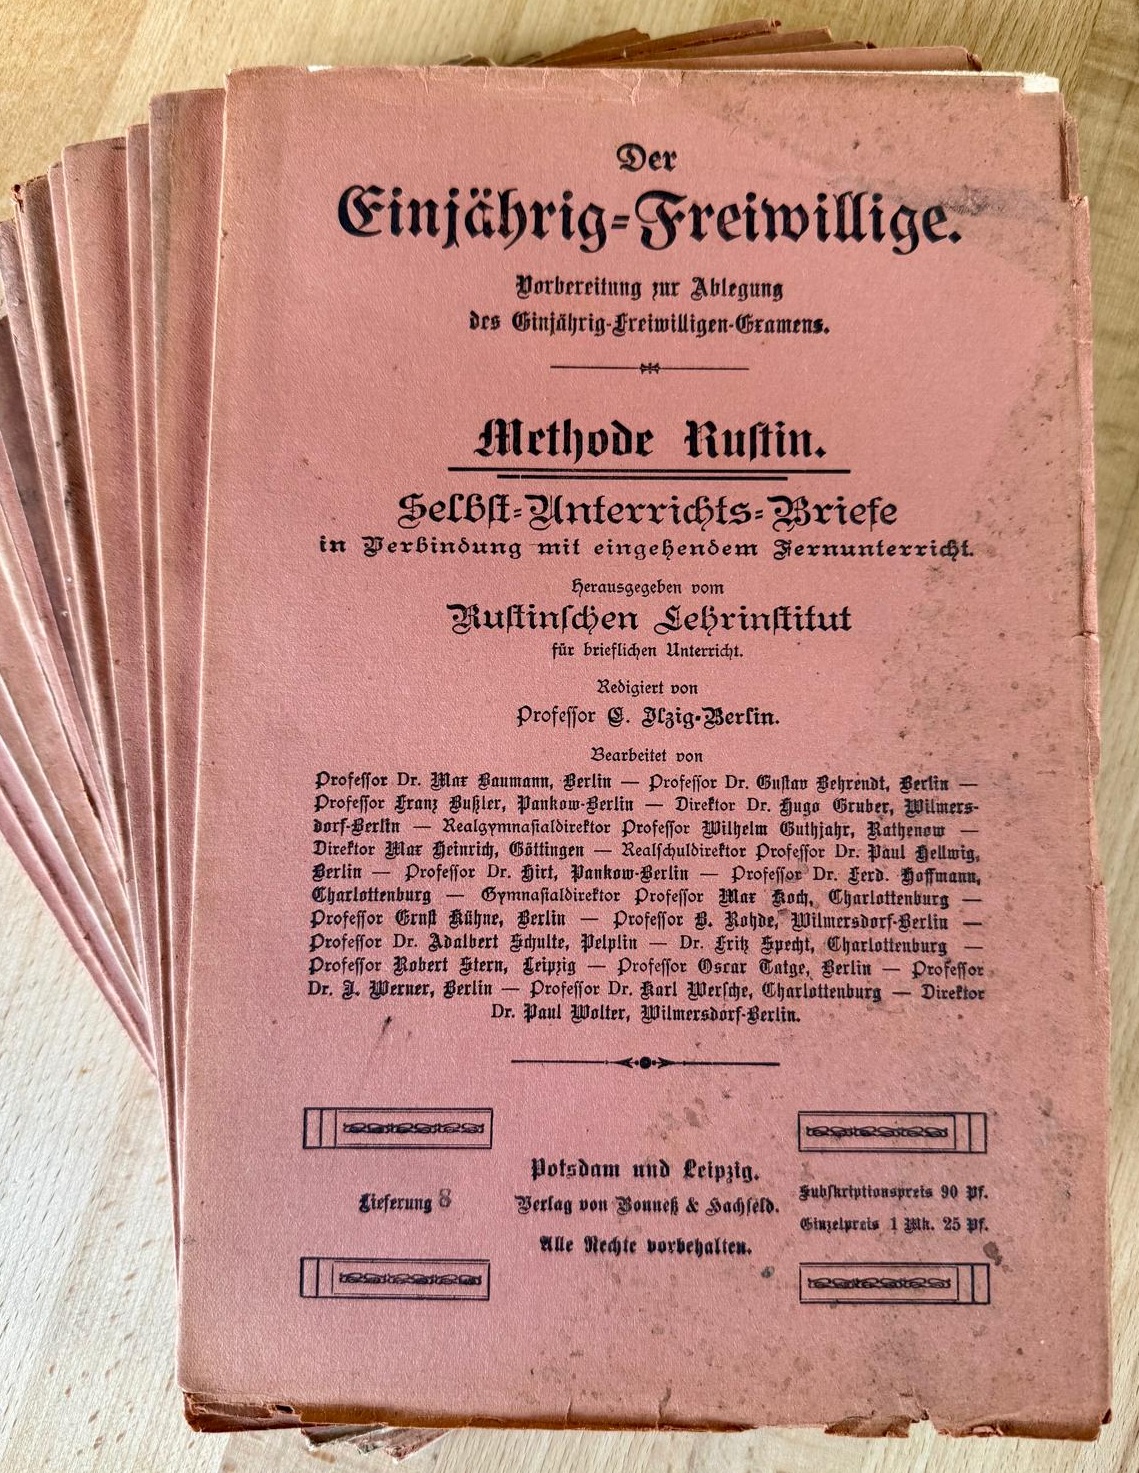 Der
Einjährig-Freiwillige.
Vorbereitung zur Ablegung
des Einjährig-Freiwilligen-Examens.
Methode Rustin.
Selbst-Unterrichts-Briefe
in Verbindung mit eingehendem Fernunterricht.
Herausgegeben vom
Rustinschen Lehrinstitut
für brieflichen Unterricht.
Redigiert von
Professor C. Ilzig-Berlin.
Bearbeitet von
Professor Dr. Max Baumann, Berlin — Professor Dr. Gustav Behrendt, Berlin —
Professor Franz Bußler, Pankow-Berlin — Direktor Dr. Hugo Gruber, Wilmers-
dorf-Berlin — Realgymnasialdirektor Professor Wilhelm Guthjahr, Rathenow —
Direktor Max Heinrich, Göttingen — Realschuldirektor Professor Dr. Paul Hellwig,
Berlin — Professor Dr. Hirt, Pankow-Berlin — Professor Dr. Ferd. Hoffmann,
Charlottenburg — Gymnasialdirektor Professor Max Koch, Charlottenburg —
Professor Ernst Kühne, Berlin — Professor B. Rohde, Wilmersdorf-Berlin —
Professor Dr. Adalbert Schulte, Pelplin — Dr. Fritz Specht, Charlottenburg —
Professor Robert Stern, Leipzig — Professor Oscar Tatge, Berlin — Professor
Dr. J. Werner, Berlin — Professor Dr. Karl Wersche, Charlottenburg — Direktor
Dr. Paul Wolter, Wilmersdorf-Berlin.
Lieferung 8
Potsdam und Leipzig.
Verlag von Bonneß & Hachfeld.
Alle Rechte vorbehalten.
Subskriptionspreis 90 Pf.
Einzelpreis 1 Mk. 25 Pf.